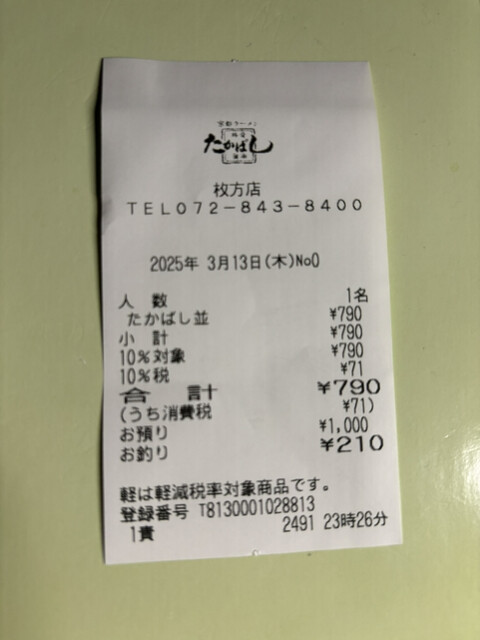 京都ラーメン
たかばし
枚方店
TEL072-843-8400
2025年 3月13日(木)No0
人 数 1名
たかばし並 ¥790
小 計 ¥790
10%対象 ¥790
10%税 ¥71
合 計 ¥790
(うち消費税 ¥71)
お預り ¥1,000
お釣り ¥210
軽は軽減税率対象商品です。
登録番号 T8130001028813
1責 2491 23時26分